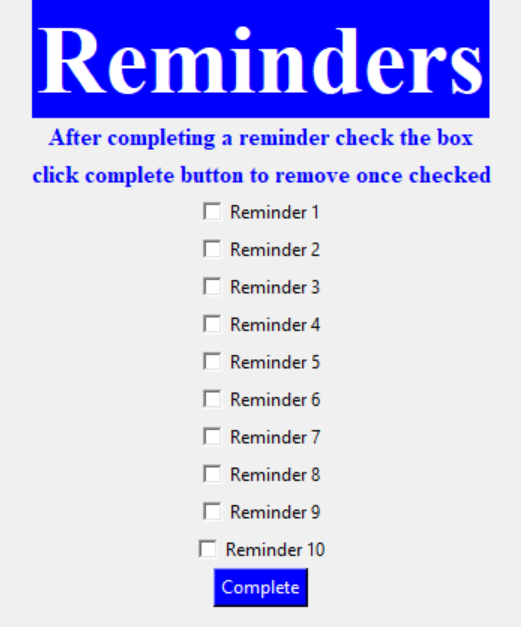 Reminders
After completing a reminder check the box
click complete button to remove once checked
Reminder 1
Reminder 2
Reminder 3
Reminder 4
Reminder 5
Reminder 6
Reminder 7
Reminder 8
Reminder 9
Reminder 10
Complete